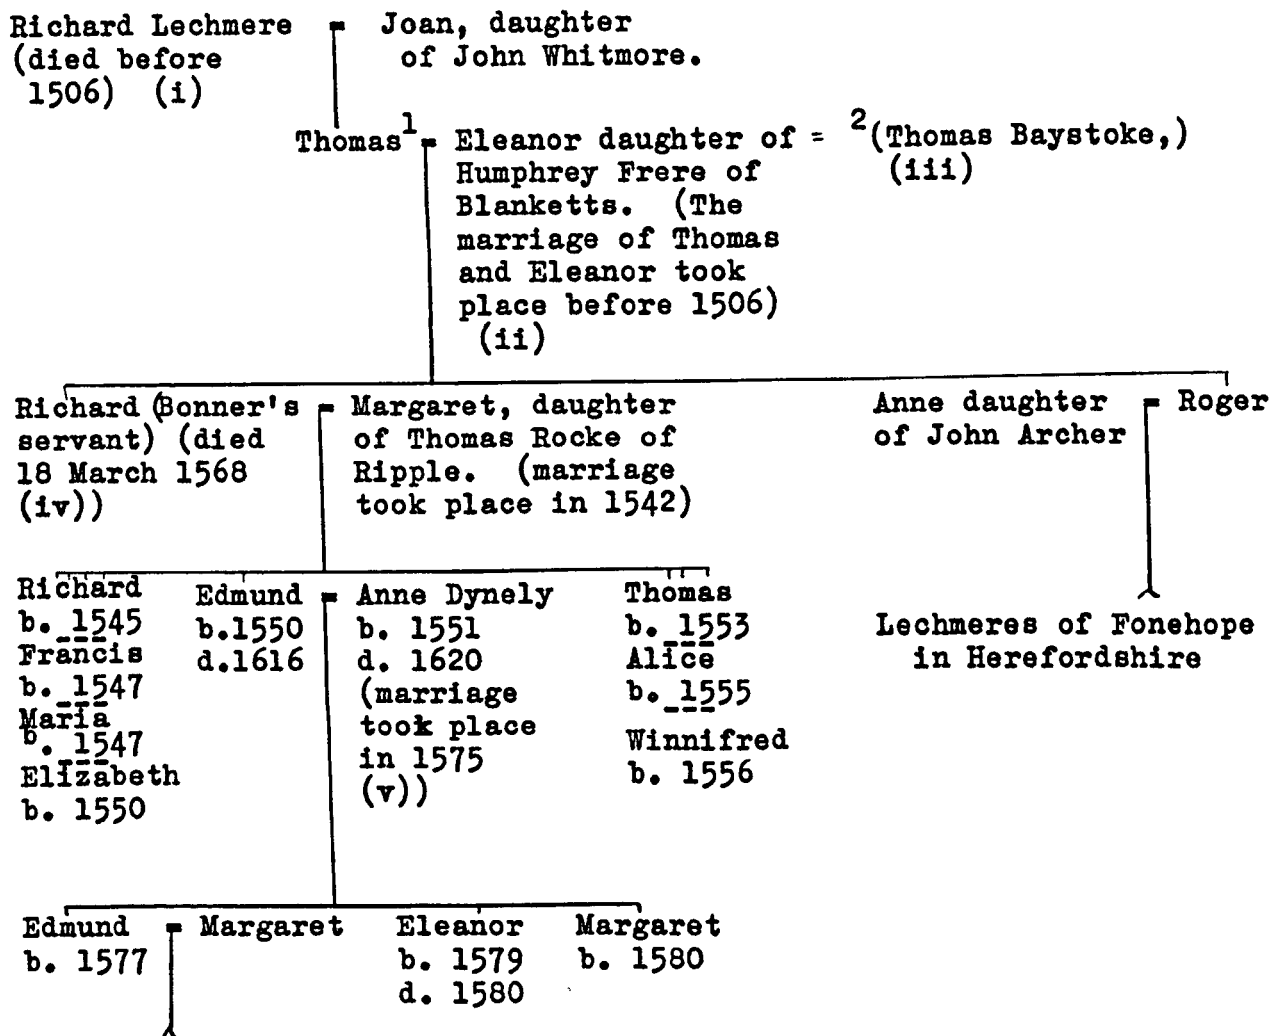 Richard Lechmere = Joan, daughter
(died before of John Whitmore.
1506) (i)
Thomas1 = Eleanor daughter of = 2(Thomas Baystoke,)
Humphrey Frere of (iii)
Blanketts. (The
marriage of Thomas
and Eleanor took
place before 1506)
(ii)
Richard (Bonner's = Margaret, daughter
servant) (died of Thomas Rocke of
18 March 1568 Ripple. (marriage
(iv)) took place in 1542)
Anne daughter = Roger
of John Archer
Richard
b. 1545
Francis
b. 1547
Maria
b. 1547
Elizabeth
b. 1550
Edmund = Anne Dynely
b.1550 b. 1551
d.1616 d. 1620
(marriage
took place
in 1575
(v))
Thomas
b. 1553
Alice
b. 1555
Winnifred
b. 1556
Lechmeres of Fonehope
in Herefordshire
Edmund = Margaret
b. 1577
Eleanor
b. 1579
d. 1580
Margaret
b. 1580